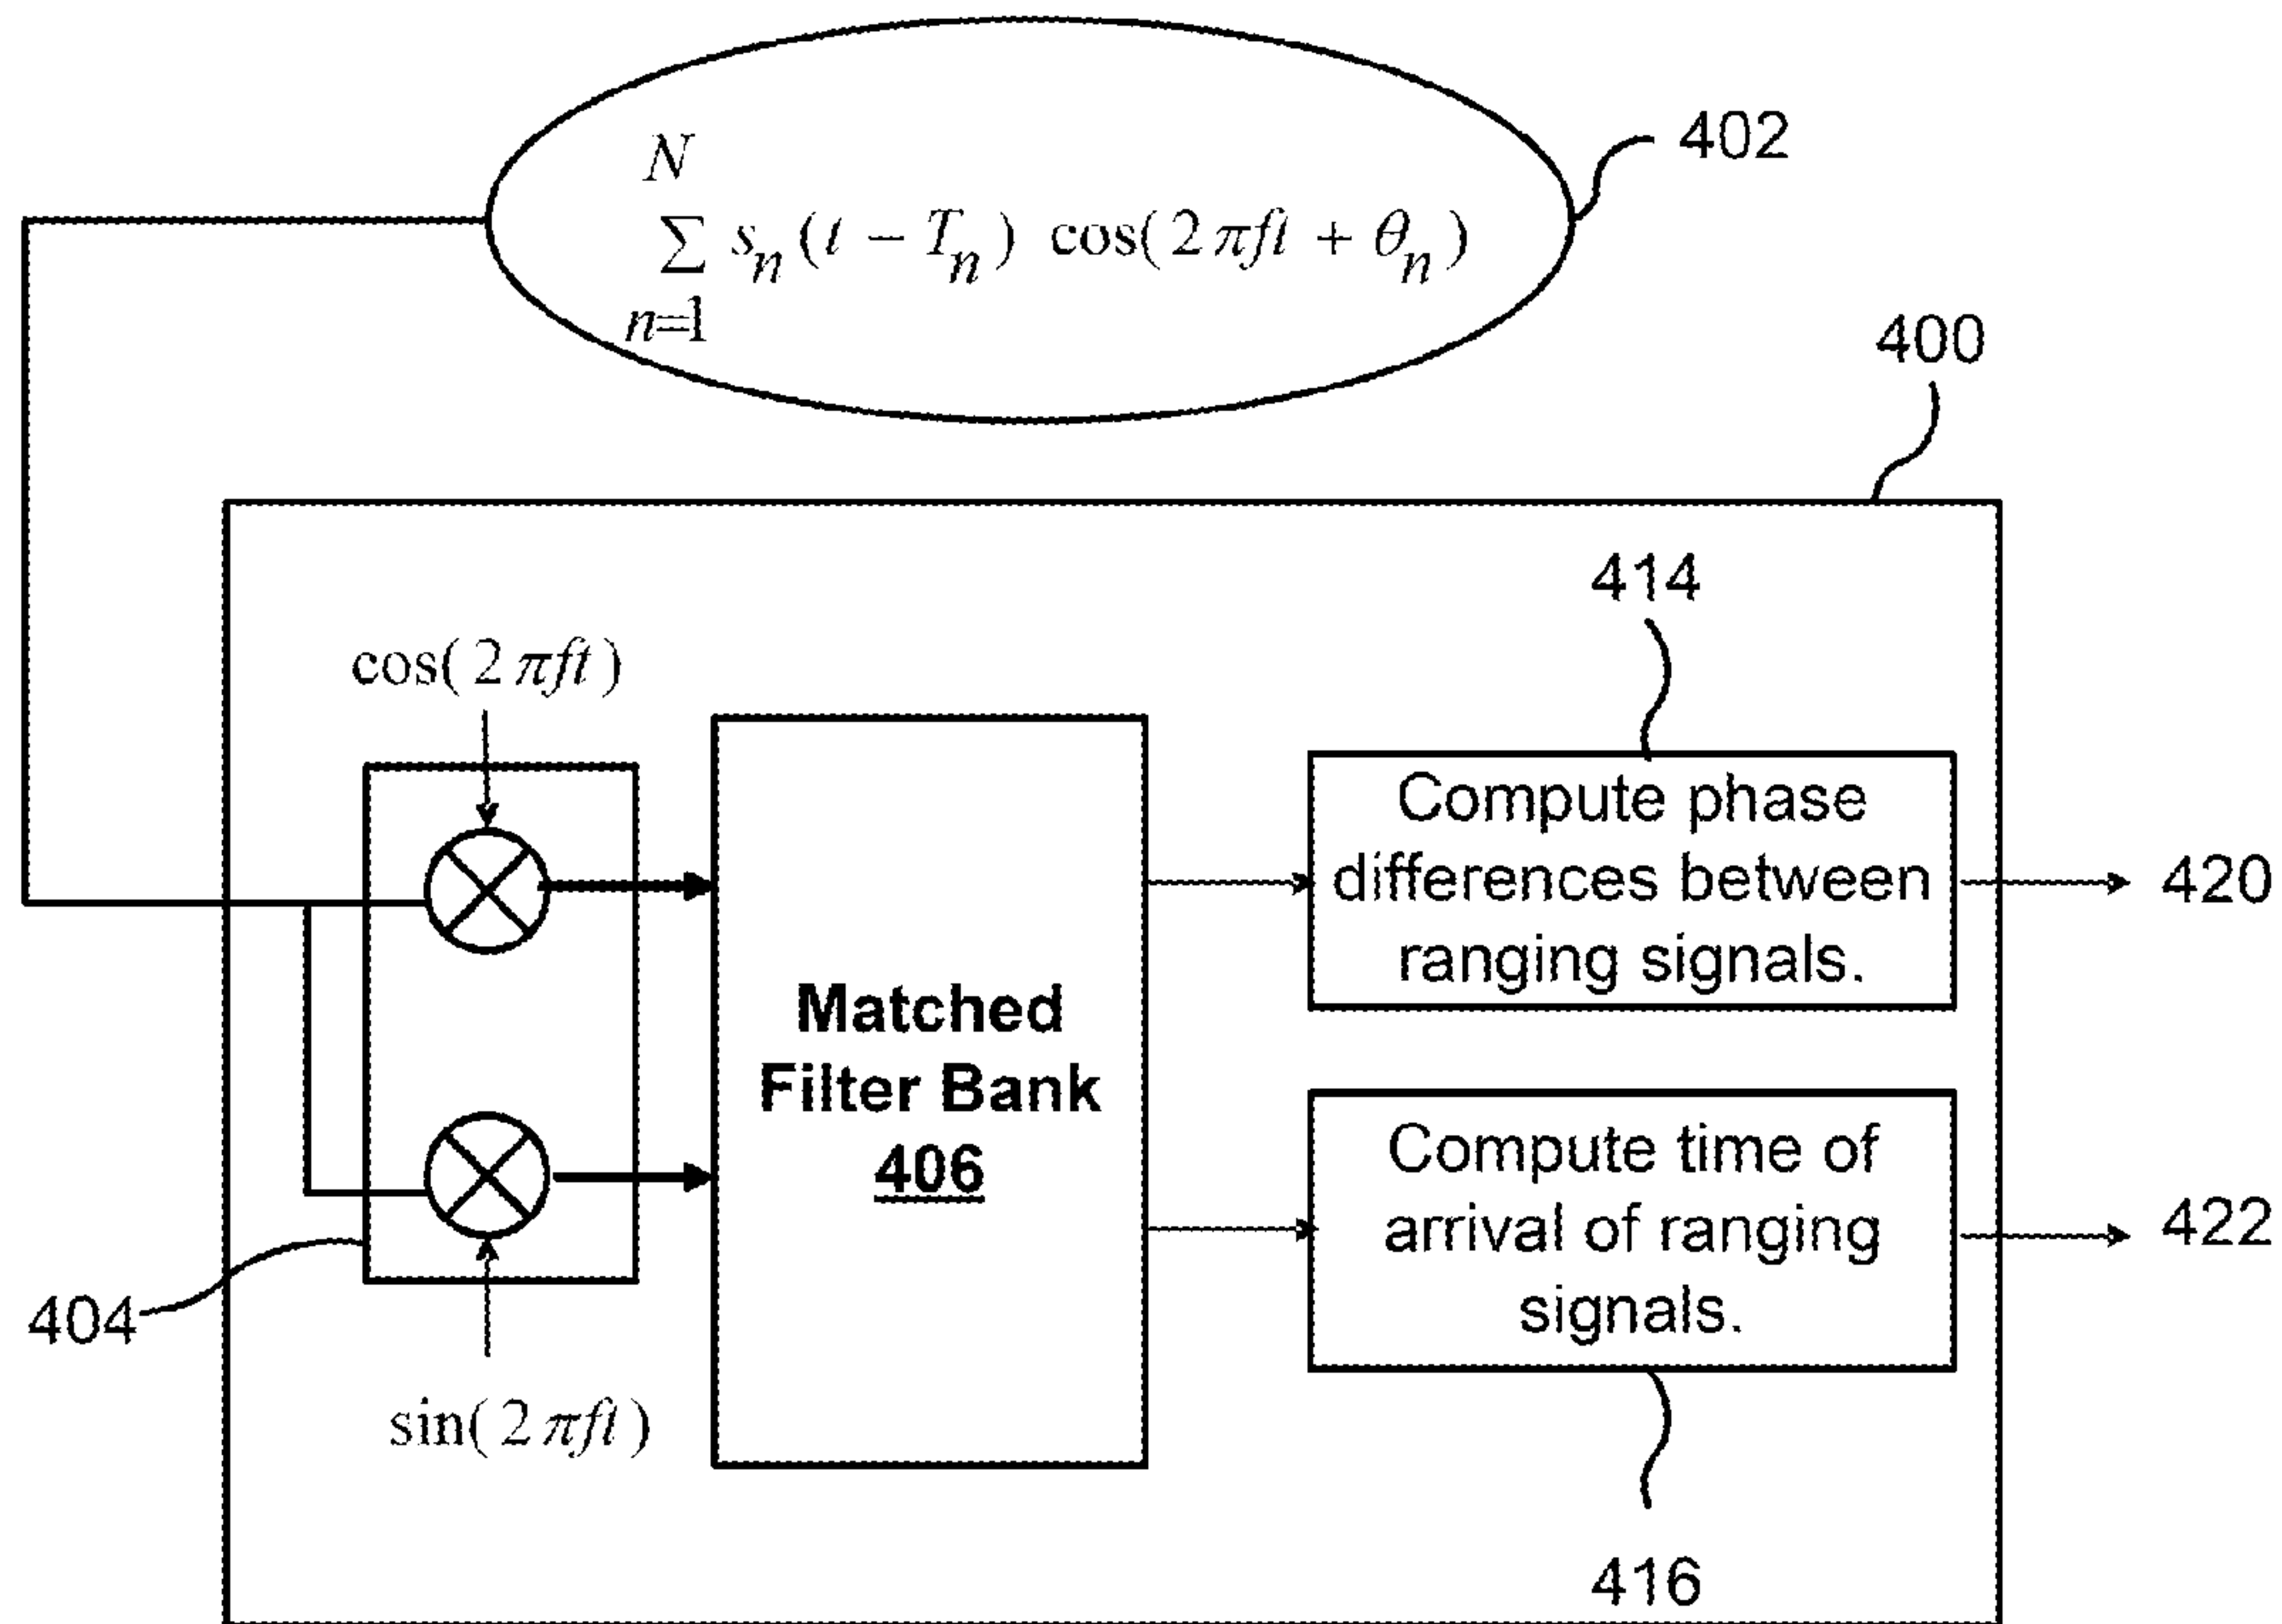 N
∑ sₙ(t − Tₙ) cos(2πft + θₙ)
n=1
402
400
414
cos(2πft)
Compute phase
differences between
ranging signals.
420
Matched
Filter Bank
406
Compute time of
arrival of ranging
signals.
422
404
sin(2πft)
416